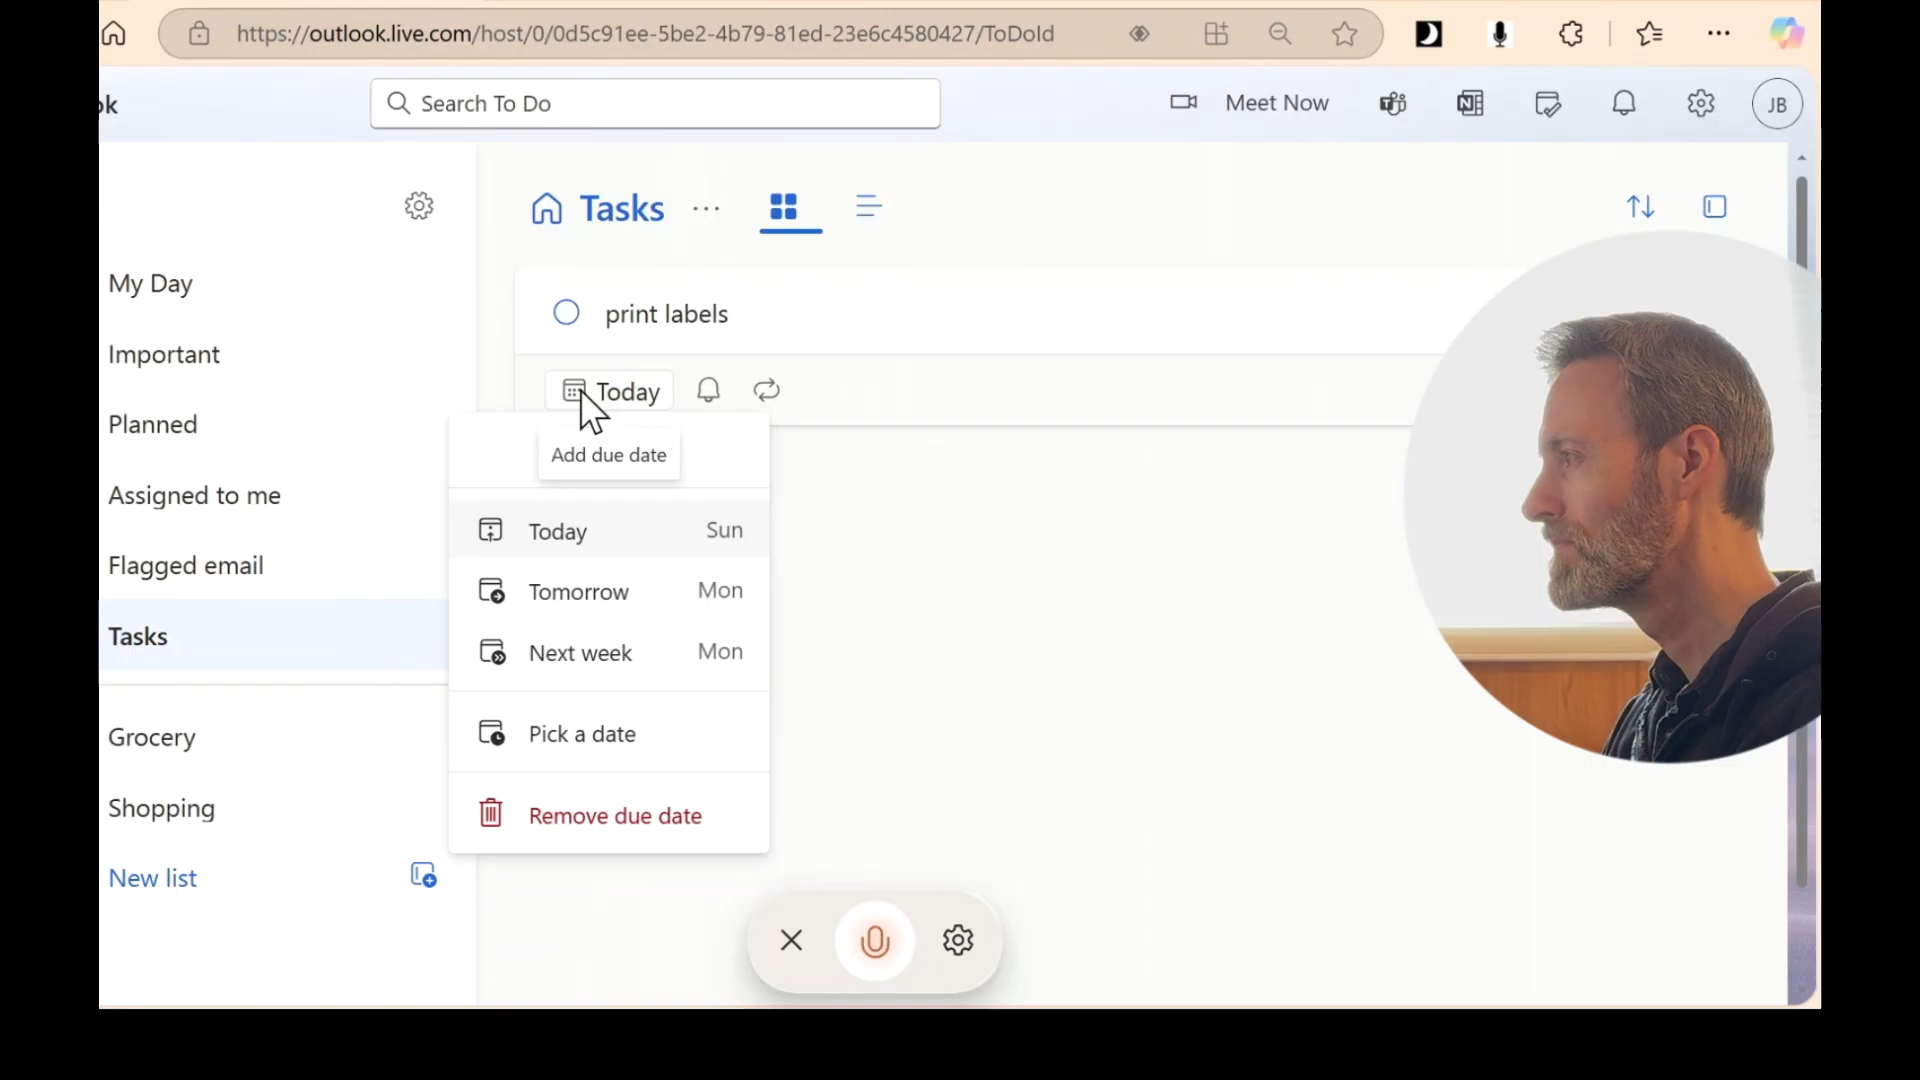 https://outlook.live.com/host/0/0d5c91ee-5be2-4b79-81ed-23e6c4580427/ToDoId
ok
Search To Do
Meet Now
JB
Tasks
My Day
Important
Planned
Assigned to me
Flagged email
Tasks
Grocery
Shopping
New list
print labels
Today
Add due date
Today Sun
Tomorrow Mon
Next week Mon
Pick a date
Remove due date